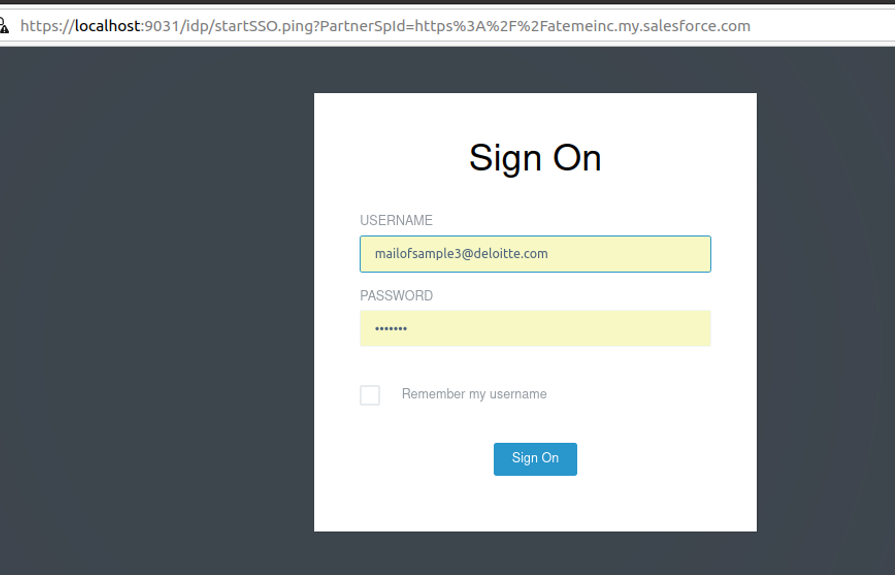 https://localhost:9031/idp/startSSO.ping?PartnerSpId=https%3A%2F%2Fatemeinc.my.salesforce.com
Sign On
USERNAME
mailofsample3@deloitte.com
PASSWORD
•••••••
Remember my username
Sign On